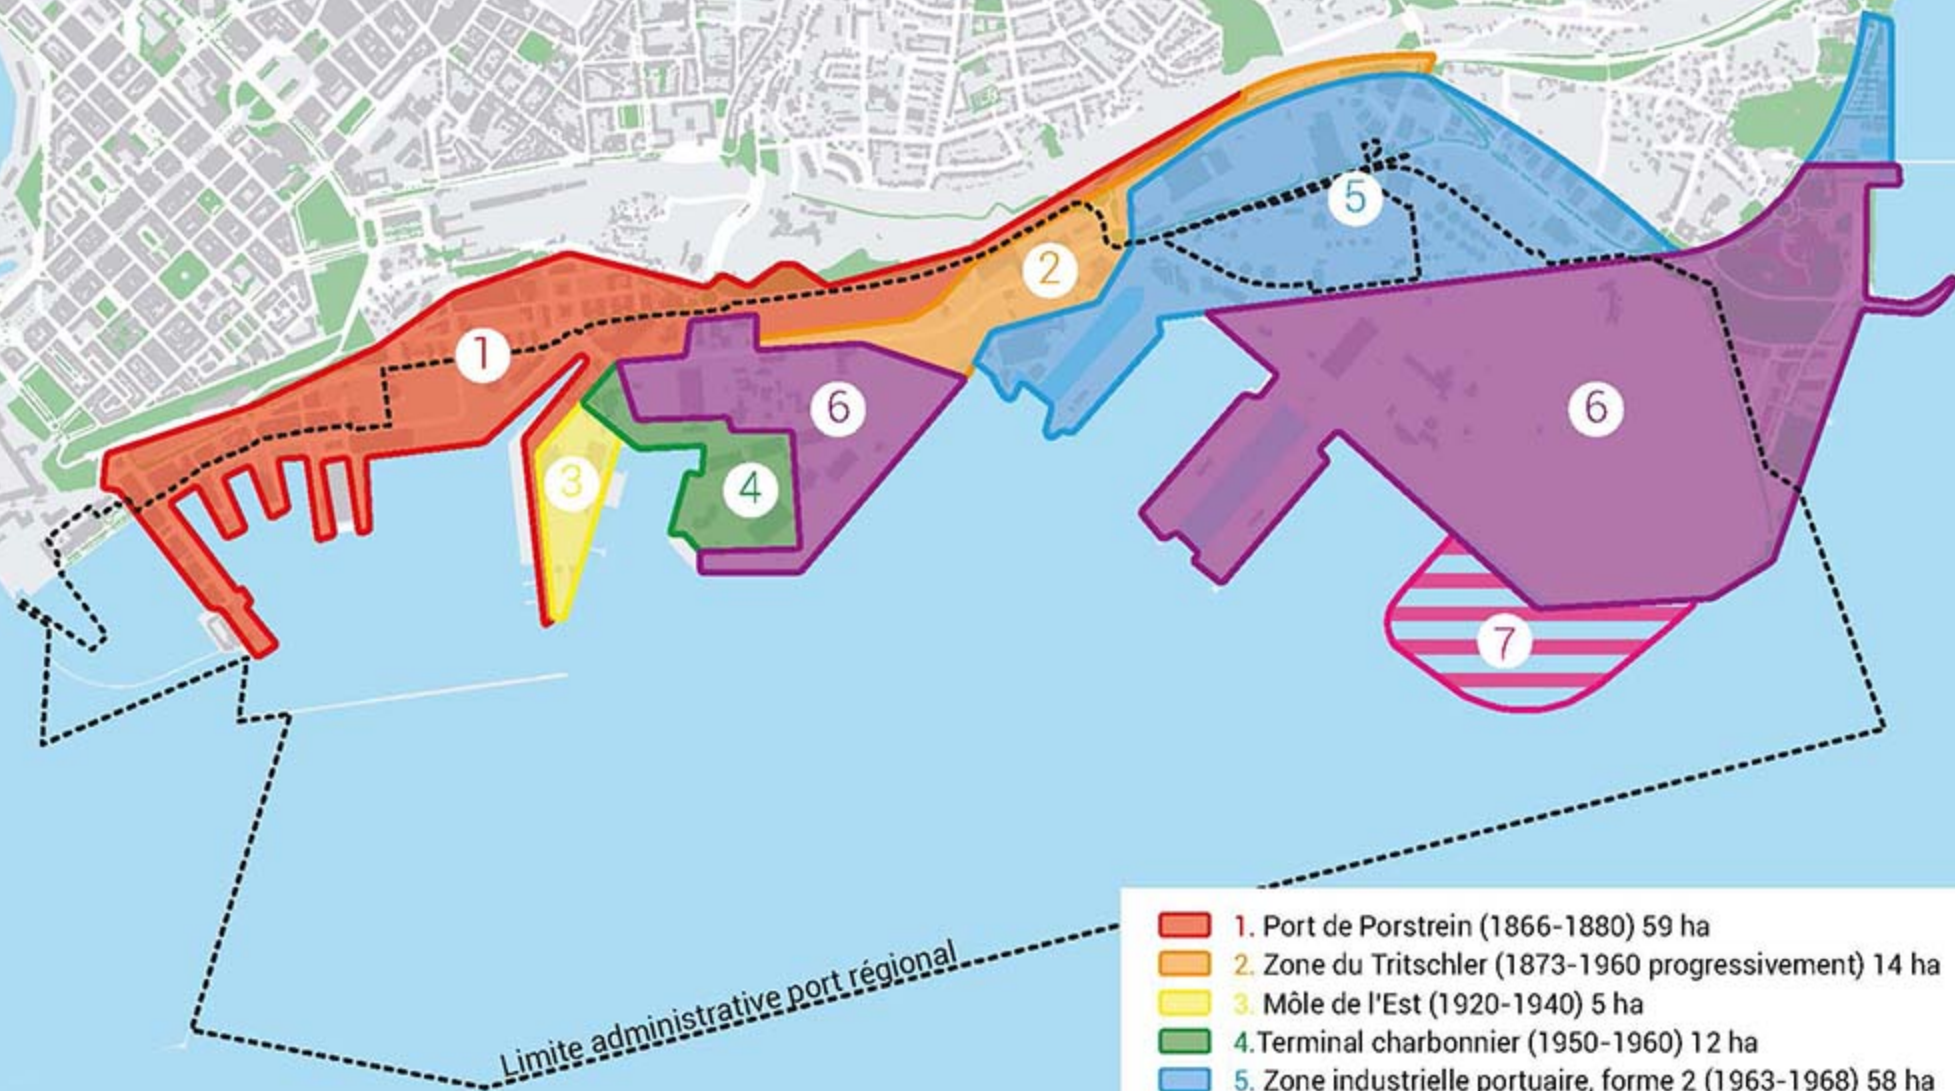 5
2
1
6
6
3
4
7
Limite administrative port régional
1. Port de Porstrein (1866-1880) 59 ha
2. Zone du Tritschler (1873-1960 progressivement) 14 ha
3. Môle de l'Est (1920-1940) 5 ha
4.Terminal charbonnier (1950-1960) 12 ha
5. Zone industrielle portuaire, forme 2 (1963-1968) 58 ha